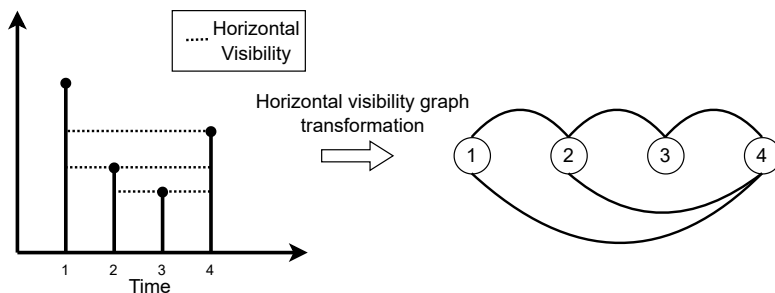 Horizontal
Visibility
Horizontal visibility graph
transformation
1
2
3
4
1 2 3 4
Time